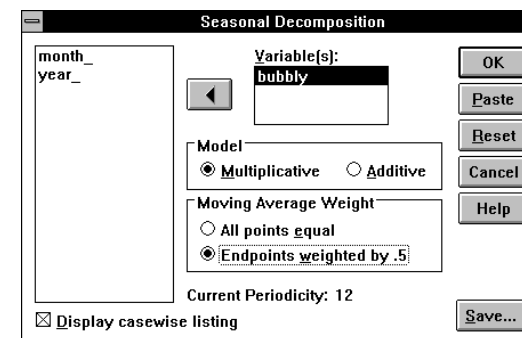 Seasonal Decomposition
month_
year_
Variable(s):
bubbly
Model
Multiplicative
Additive
Moving Average Weight
All points equal
Endpoints weighted by .5
Current Periodicity: 12
Display casewise listing
OK
Paste
Reset
Cancel
Help
Save...